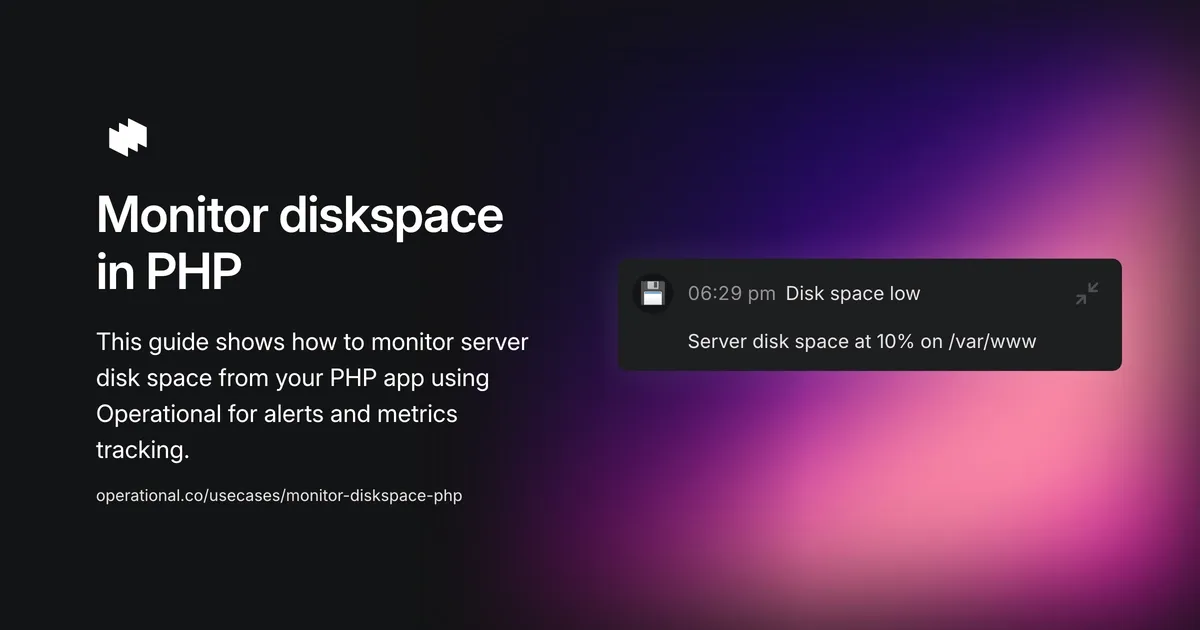 Monitor diskspace
in PHP
This guide shows how to monitor server
disk space from your PHP app using
Operational for alerts and metrics
tracking.
operational.co/usecases/monitor-diskspace-php
06:29 pm Disk space low
Server disk space at 10% on /var/www